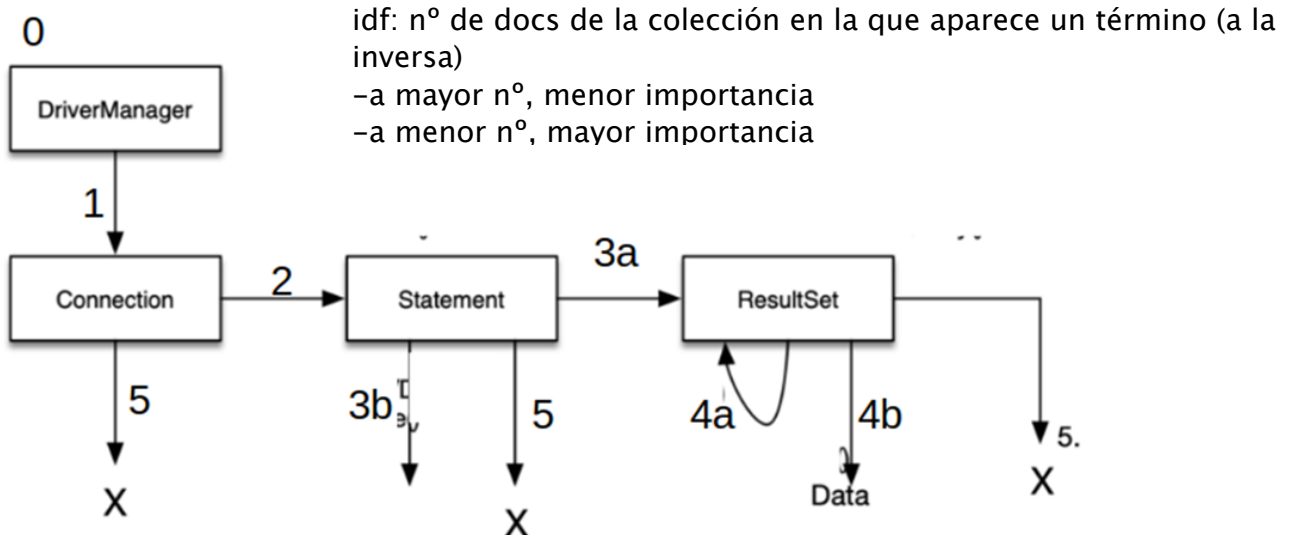 0
idf: nº de docs de la colección en la que aparece un término (a la
inversa)
-a mayor nº, menor importancia
-a menor nº, mayor importancia
DriverManager
1
Connection
2
Statement
3a
ResultSet
5
X
3b
5
X
4a
4b
Data
5.
X